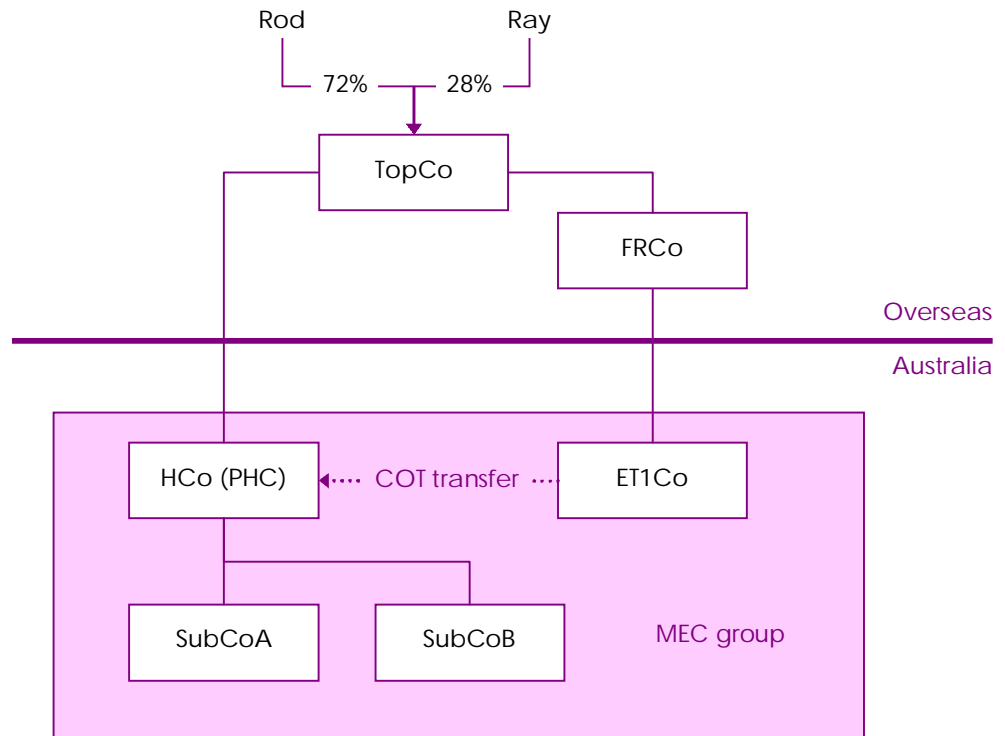 Rod
Ray
72%
28%
TopCo
FRCo
Overseas
Australia
HCo (PHC)
COT transfer
ET1Co
SubCoA
SubCoB
MEC group